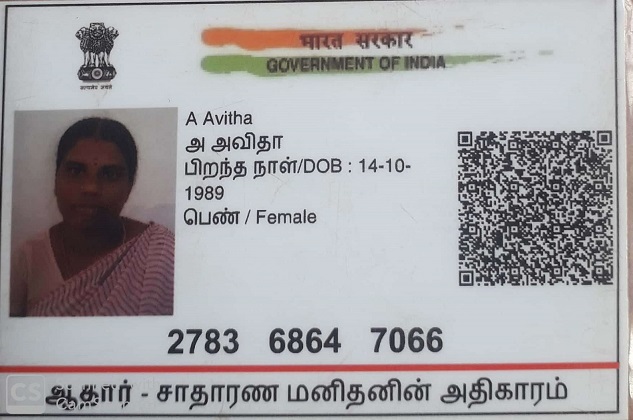 सत्यमेव जयते
भारत सरकार
GOVERNMENT OF INDIA
A Avitha
அ அவிதா
பிறந்த நாள்/DOB : 14-10-
1989
பெண் / Female
2783 6864 7066
ஆதார் - சாதாரண மனிதனின் அதிகாரம்
CS